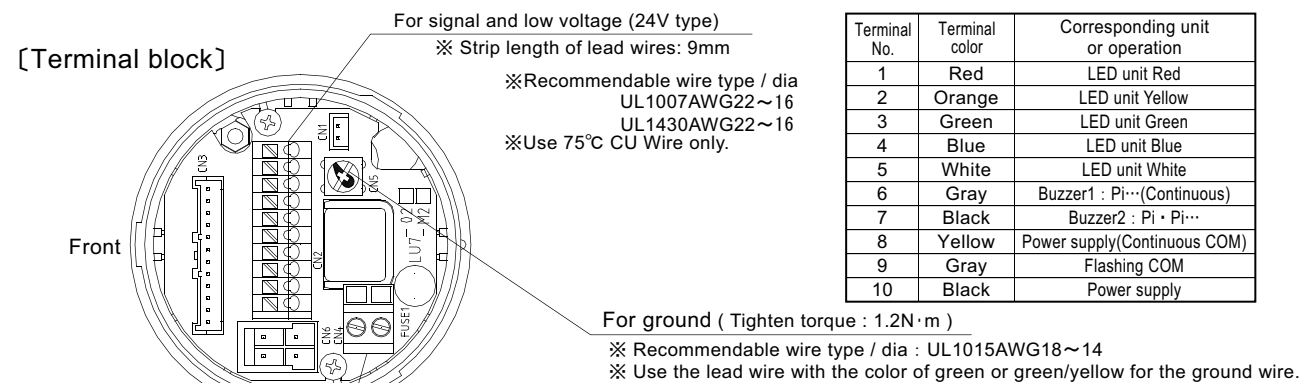 For signal and low voltage (24V type)
〔Terminal block〕
※ Strip length of lead wires: 9mm
※Recommendable wire type / dia
UL1007AWG22～16
UL1430AWG22～16
※Use 75℃ CU Wire only.
CN1
CN3
CN5
LU7_02
_M2
Front
CN2
FUSE1
CN6
CN4
Terminal No. Terminal color Corresponding unit or operation
1 Red LED unit Red
2 Orange LED unit Yellow
3 Green LED unit Green
4 Blue LED unit Blue
5 White LED unit White
6 Gray Buzzer1：Pi…(Continuous)
7 Black Buzzer2：Pi・Pi…
8 Yellow Power supply(Continuous COM)
9 Gray Flashing COM
10 Black Power supply
For ground ( Tighten torque : 1.2N·m )
※ Recommendable wire type / dia : UL1015AWG18～14
※ Use the lead wire with the color of green or green/yellow for the ground wire.